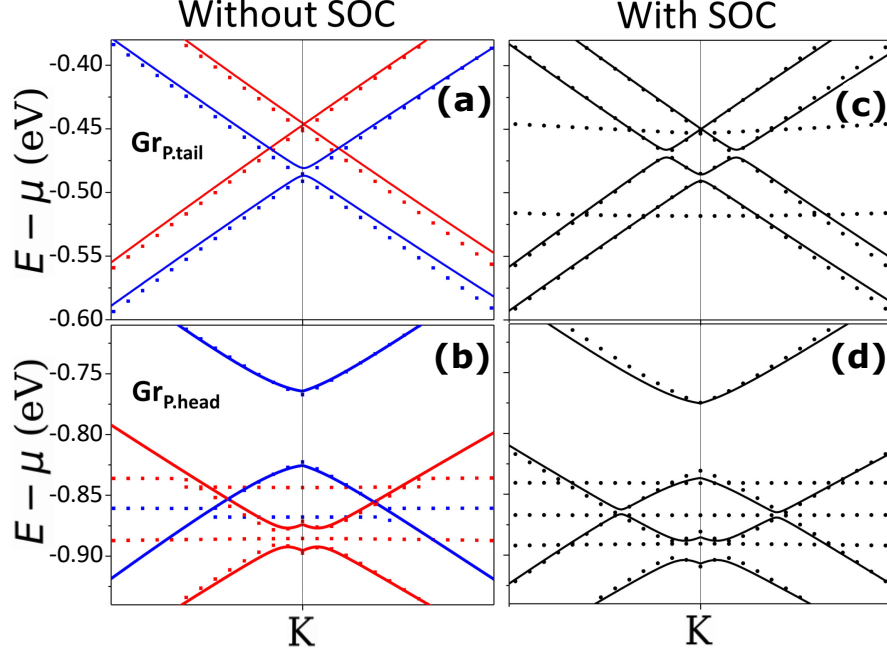 Without SOC
With SOC
E − μ (eV)
-0.40
-0.45
-0.50
-0.55
-0.60
(a)
Gr_P.tail
(c)
E − μ (eV)
-0.75
-0.80
-0.85
-0.90
(b)
Gr_P.head
(d)
K
K